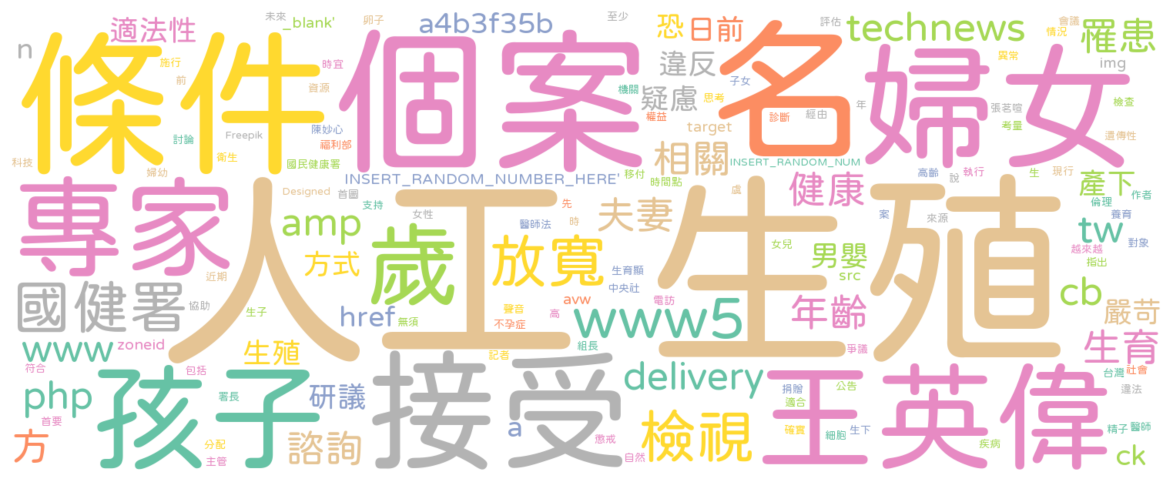 未來 _blank' 卵子 至少 評估 會議
適法性 a4b3f35b 恐 日前 technews 情況 罹患
n 施行 時宜 違反 異常 img
條件 個案 名 婦女
前 資源 機關 疑慮 子女 思考 年 張茗喧 檢查
討論 Freepik 陳妙心 權益 診斷 經由 考量 遺傳性
衛生 福利部 target
科技 婦幼 國民健康署 相關 INSERT_RANDOM_NUM
INSERT_RANDOM_NUMBER_HERE' 移付 時間點 高齡 說 執行 生 現行
專家 Designed 首圖 先 虞 健康 產下 作者
人工生殖
amp 支持 女性 醫師法 時 夫妻 案 來源 倫理 養育
歲 放寬 女兒 男嬰 tw 對象
近期 方式 生育顯 src 越來越 指出
國健署 協助 中央社 cb
href 生子 無須 聲音 avw 電訪 年齡 嚴苛
www zoneid 不孕症 高 www5 爭議
生殖 記者 組長 生育
符合 包括 台灣 社會
php 孩子 署長 研議 接受 delivery 捐贈 公告 王英偉 違法
首要 a 適合
方 分配 諮詢 懲戒 檢視 確實 細胞 生下 精子 醫師
主管 自然 疾病 ck